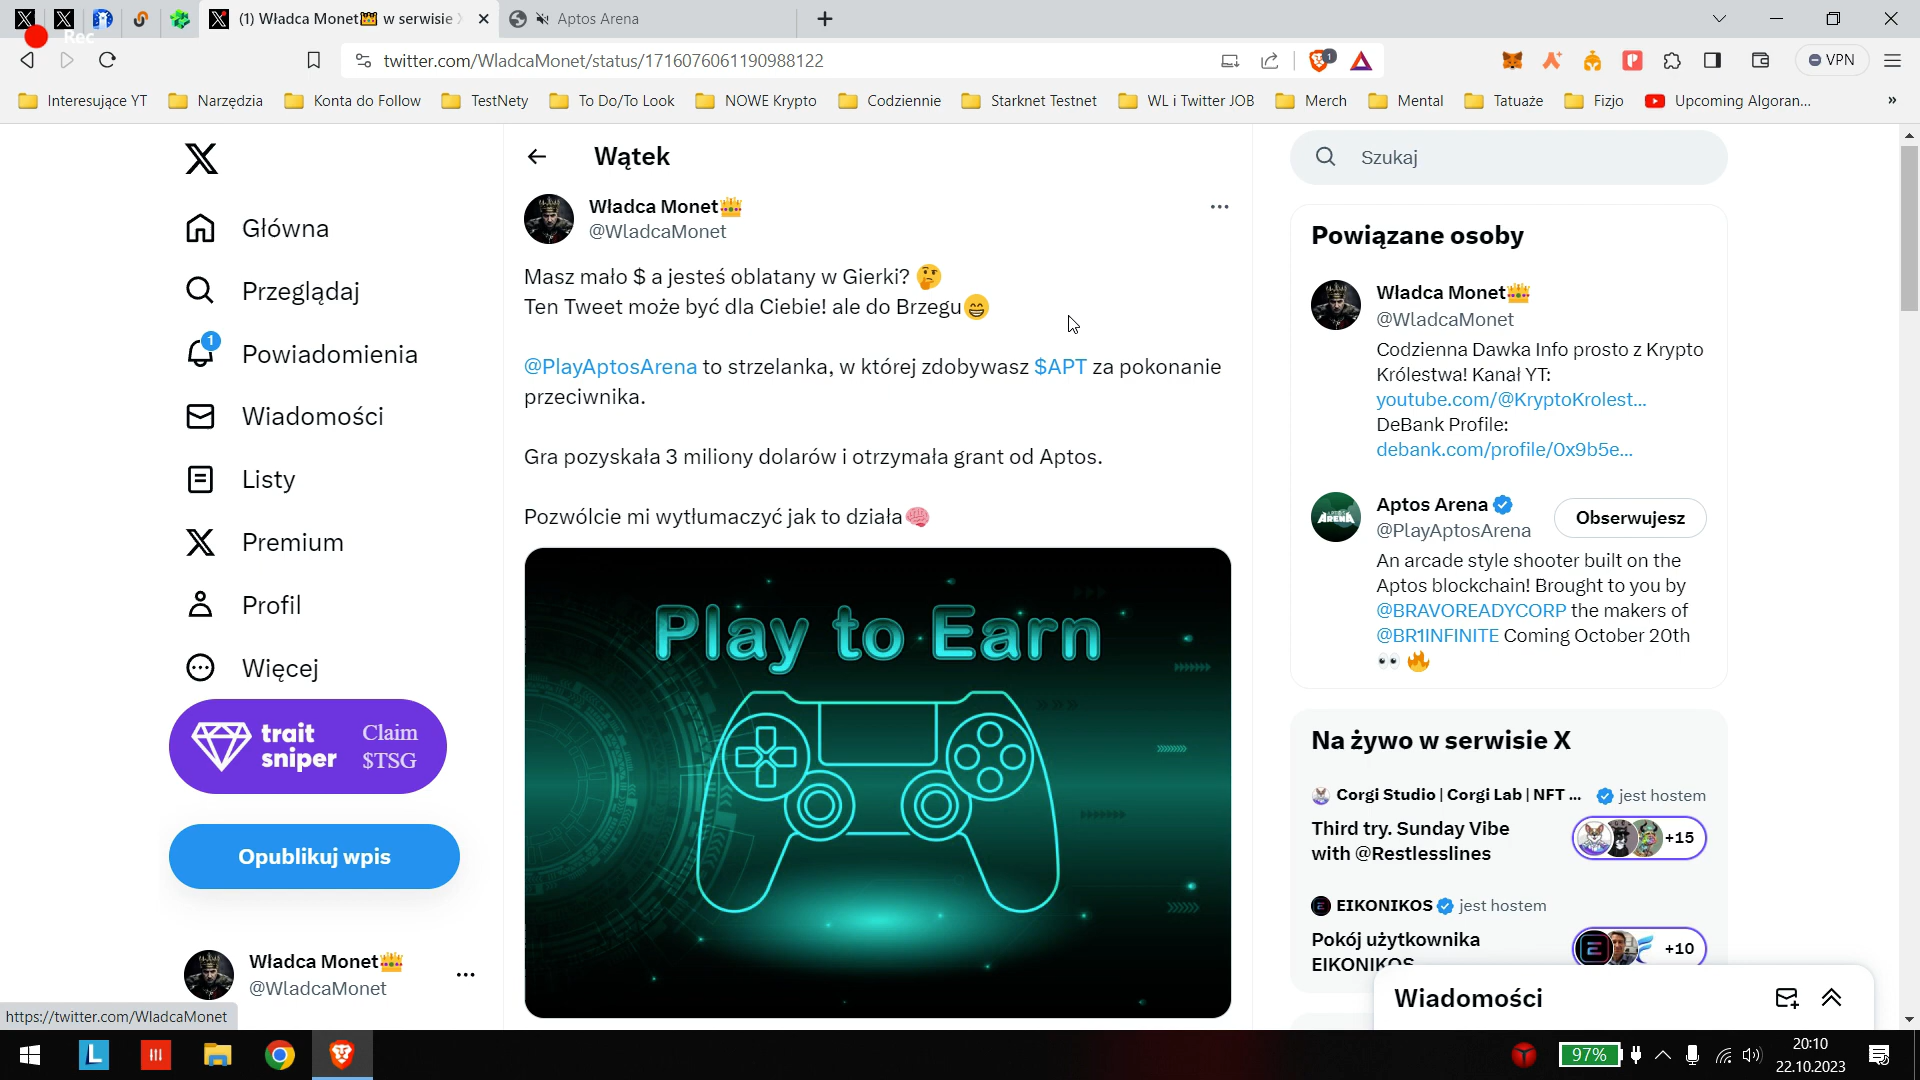 (1) Władca Monet👑 w serwisie
Aptos Arena
Rec
twitter.com/WladcaMonet/status/1716076061190988122
1
VPN
Interesujące YT
Narzędzia
Konta do Follow
TestNety
To Do/To Look
NOWE Krypto
Codziennie
Starknet Testnet
WL i Twitter JOB
Merch
Mental
Tatuaże
Fizjo
Upcoming Algoran...
»
Główna
Przeglądaj
1
Powiadomienia
Wiadomości
Listy
Premium
Profil
Więcej
trait
sniper
Claim
$TSG
Opublikuj wpis
Władca Monet👑
@WladcaMonet
https://twitter.com/WladcaMonet
Wątek
Władca Monet👑
@WladcaMonet
Masz mało $ a jesteś oblatany w Gierki? 🤔
Ten Tweet może być dla Ciebie! ale do Brzegu😁
@PlayAptosArena to strzelanka, w której zdobywasz $APT za pokonanie
przeciwnika.
Gra pozyskała 3 miliony dolarów i otrzymała grant od Aptos.
Pozwólcie mi wytłumaczyć jak to działa🧠
Play to Earn
Szukaj
Powiązane osoby
Władca Monet👑
@WladcaMonet
Codzienna Dawka Info prosto z Krypto
Królestwa! Kanał YT:
youtube.com/@KryptoKrolest...
DeBank Profile:
debank.com/profile/0x9b5e...
ARENA
Aptos Arena
@PlayAptosArena
Obserwujesz
An arcade style shooter built on the
Aptos blockchain! Brought to you by
@BRAVOREADYCORP the makers of
@BR1INFINITE Coming October 20th
👀 🔥
Na żywo w serwisie X
Corgi Studio | Corgi Lab | NFT ... jest hostem
Third try. Sunday Vibe
with @Restlesslines
+15
EIKONIKOS jest hostem
Pokój użytkownika
EIKONIKOS
+10
Wiadomości
97%
20:10
22.10.2023